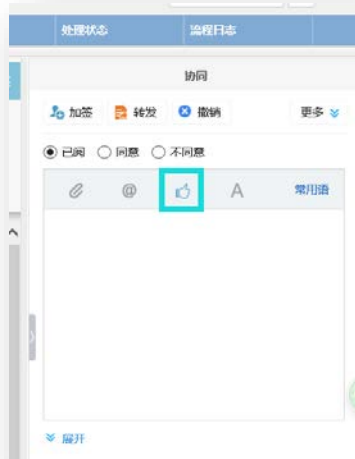 处理状态 流程日志
协同
加签 转发 撤销 更多
已阅 同意 不同意
@ A 常用语
展开